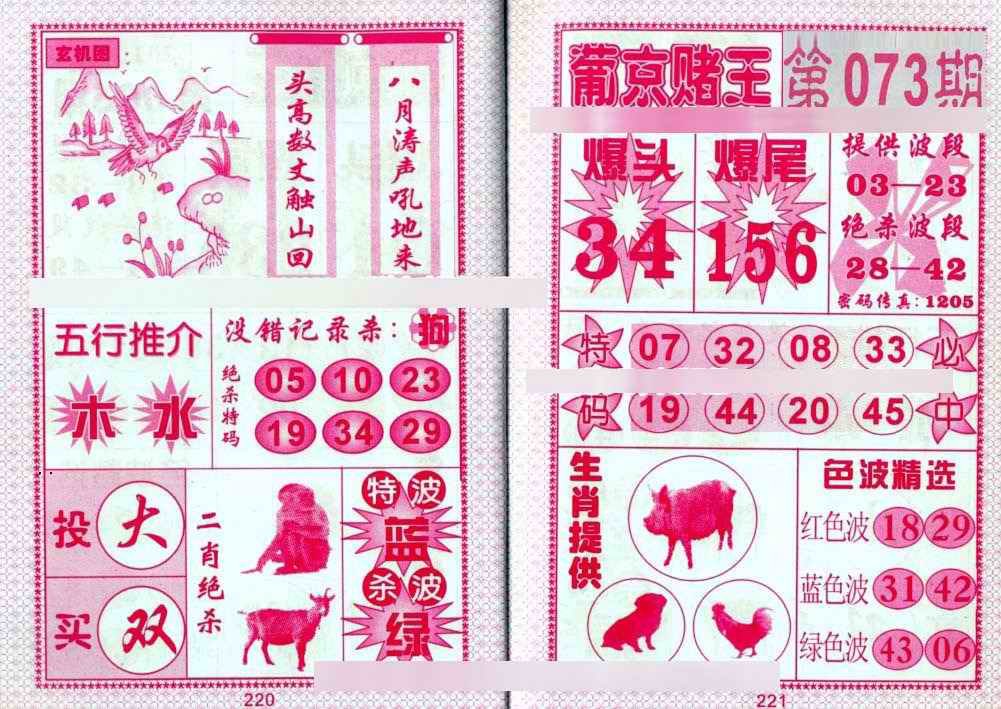 玄机图
八月涛声吼地来
头高数丈触山回
五行推介
木 水
没错记录杀：狗
绝杀特码
05 10 23
19 34 29
投 大
买 双
二肖绝杀
特波
蓝
杀波
绿
220
葡京赌王
第073期
爆头
34
爆尾
156
提供波段
03—23
绝杀波段
28—42
密码传真：1205
特 07 32 08 33 必
码 19 44 20 45 中
生肖提供
色波精选
红色波 18 29
蓝色波 31 42
绿色波 43 06
221